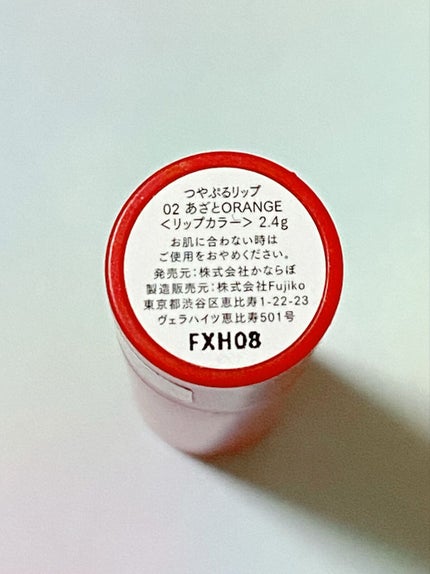 つやぷるリップ
02 あざとORANGE
＜リップカラー＞ 2.4g
お肌に合わない時は
ご使用をおやめください。
発売元：株式会社かならぼ
製造販売元：株式会社Fujiko
東京都渋谷区恵比寿1-22-23
ヴェラハイツ恵比寿501号
FXH08